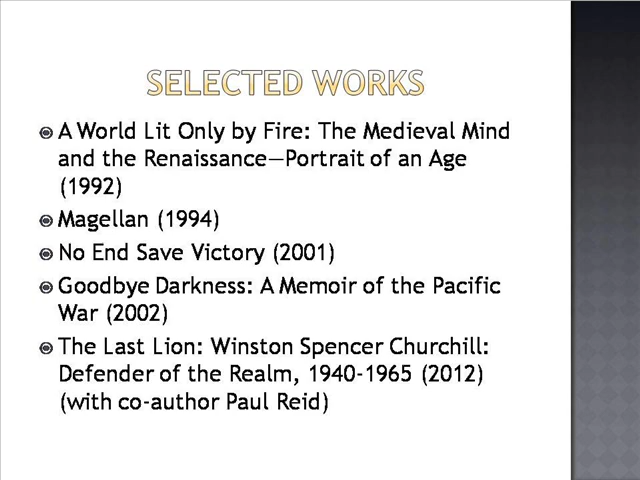 SELECTED WORKS
A World Lit Only by Fire: The Medieval Mind
and the Renaissance—Portrait of an Age
(1992)
Magellan (1994)
No End Save Victory (2001)
Goodbye Darkness: A Memoir of the Pacific
War (2002)
The Last Lion: Winston Spencer Churchill:
Defender of the Realm, 1940-1965 (2012)
(with co-author Paul Reid)